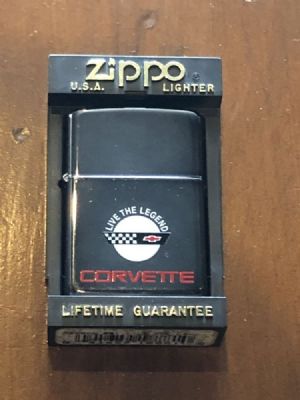 Zippo
U.S.A. LIGHTER
LIVE THE LEGEND
CORVETTE
LIFETIME GUARANTEE